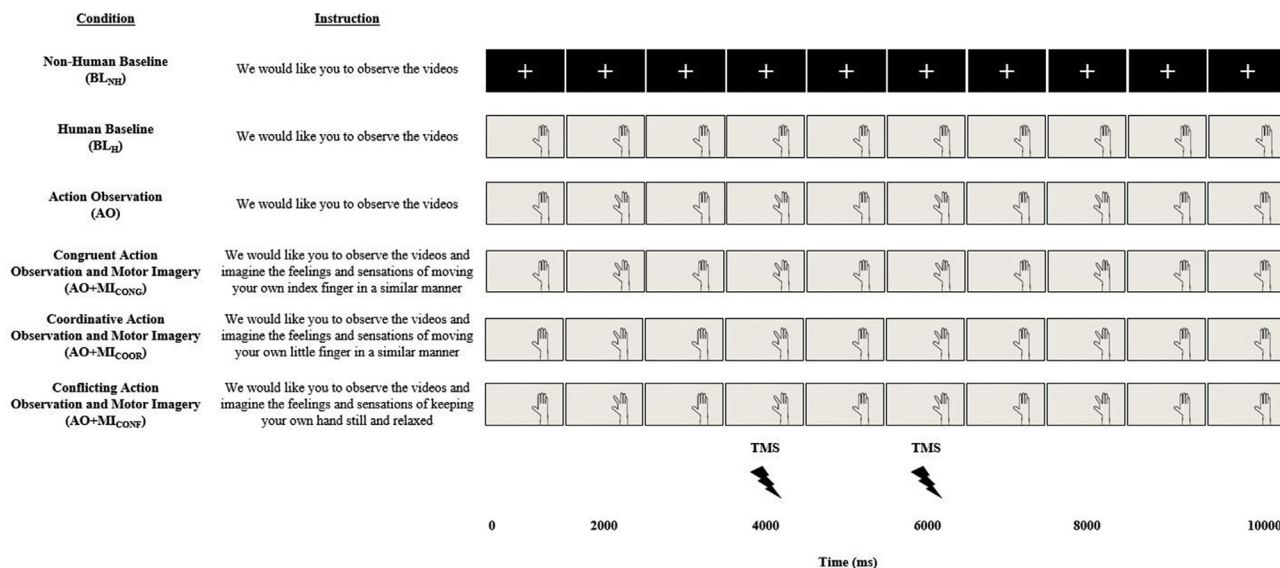 Condition Instruction
Non-Human Baseline
(BLNH)
We would like you to observe the videos
Human Baseline
(BLH)
We would like you to observe the videos
Action Observation
(AO)
We would like you to observe the videos
Congruent Action
Observation and Motor Imagery
(AO+MICONG)
We would like you to observe the videos and
imagine the feelings and sensations of moving
your own index finger in a similar manner
Coordinative Action
Observation and Motor Imagery
(AO+MICOOR)
We would like you to observe the videos and
imagine the feelings and sensations of moving
your own little finger in a similar manner
Conflicting Action
Observation and Motor Imagery
(AO+MICONF)
We would like you to observe the videos and
imagine the feelings and sensations of keeping
your own hand still and relaxed
TMS TMS
0 2000 4000 6000 8000 10000
Time (ms)